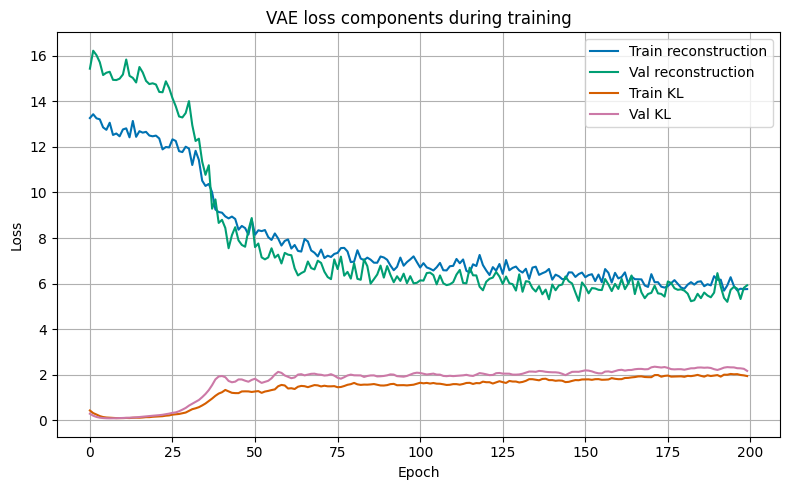 VAE loss components during training
Train reconstruction
Val reconstruction
Train KL
Val KL
Loss
16
14
12
10
8
6
4
2
0
0 25 50 75 100 125 150 175 200
Epoch